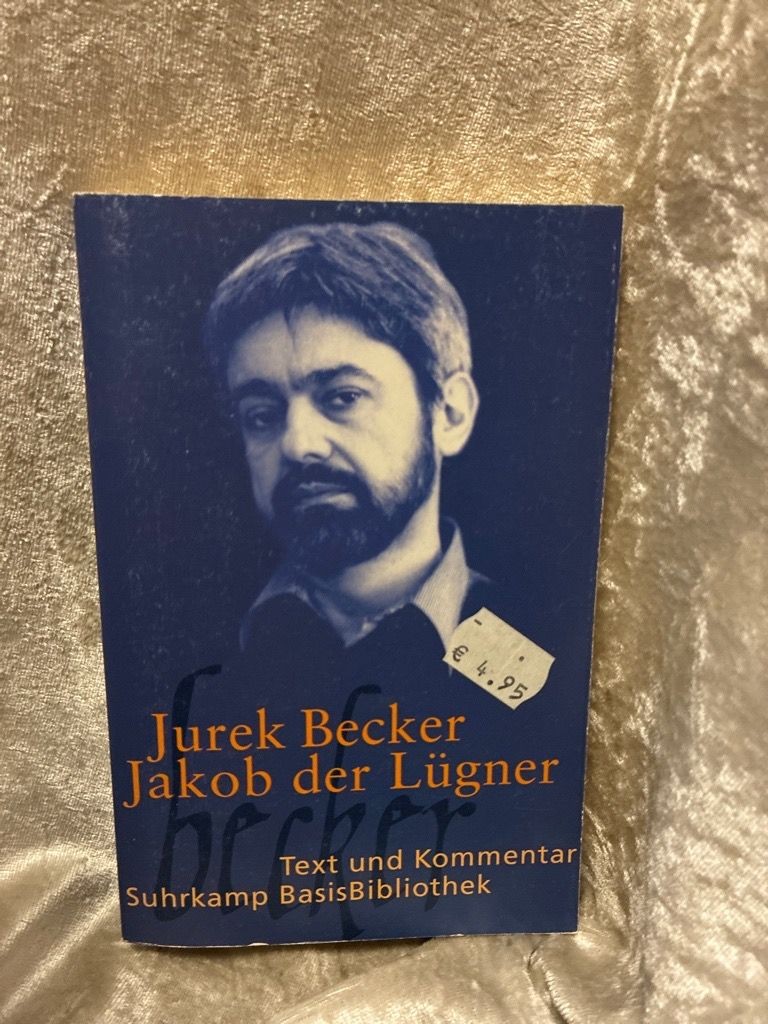 - .
€ 4.95
Jurek Becker
Jakob der Lügner
becker
Text und Kommentar
Suhrkamp BasisBibliothek